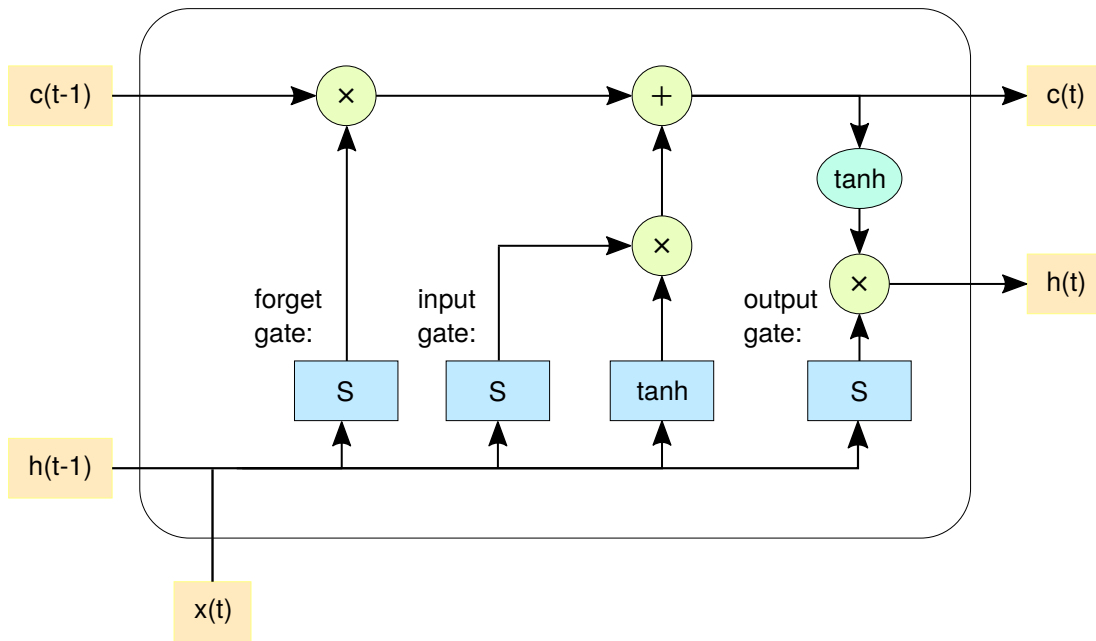 c(t-1)
×
+
c(t)
tanh
×
×
h(t)
forget
gate:
input
gate:
output
gate:
S
S
tanh
S
h(t-1)
x(t)